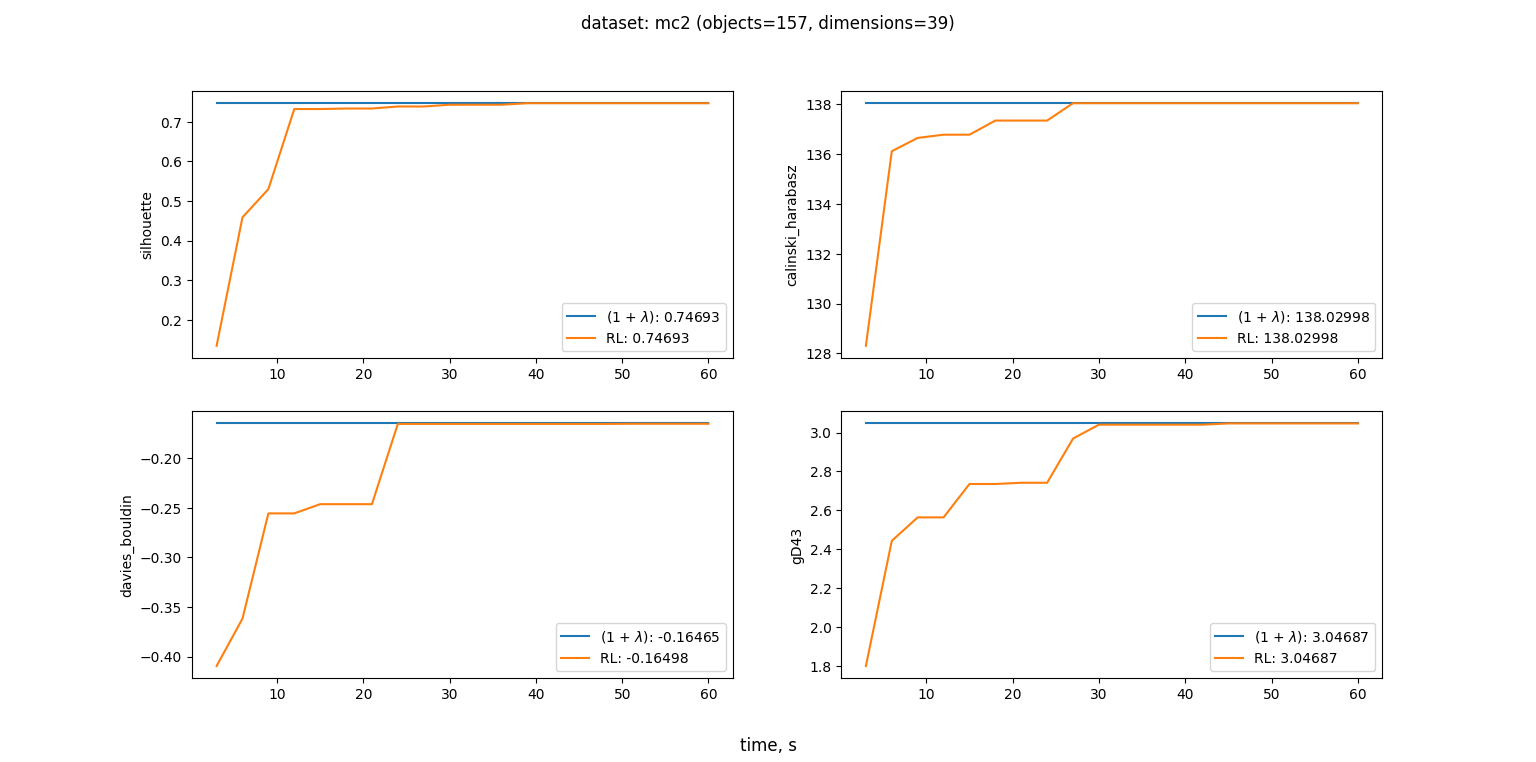 dataset: mc2 (objects=157, dimensions=39)
silhouette
0.7
0.6
0.5
0.4
0.3
0.2
(1 + λ): 0.74693
RL: 0.74693
10 20 30 40 50 60
calinski_harabasz
138
136
134
132
130
128
(1 + λ): 138.02998
RL: 138.02998
10 20 30 40 50 60
davies_bouldin
−0.20
−0.25
−0.30
−0.35
−0.40
(1 + λ): -0.16465
RL: -0.16498
10 20 30 40 50 60
gD43
3.0
2.8
2.6
2.4
2.2
2.0
1.8
(1 + λ): 3.04687
RL: 3.04687
10 20 30 40 50 60
time, s